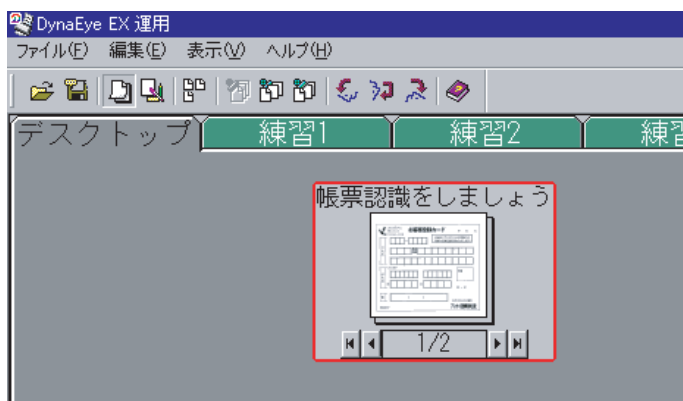 DynaEye EX 運用
ファイル(F) 編集(E) 表示(V) ヘルプ(H)
デスクトップ 練習1 練習2 練習
帳票認識をしましょう
1/2